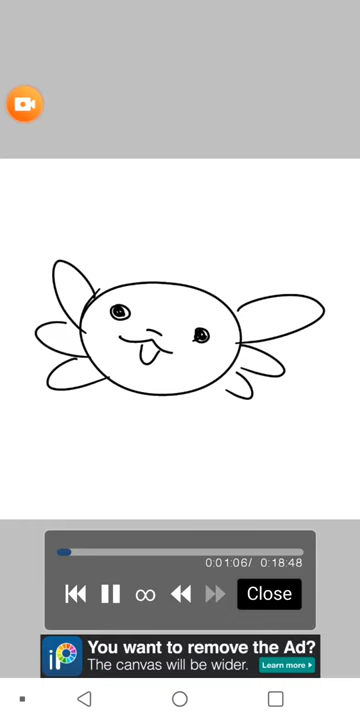 0:01:06/ 0:18:48
Close
iP
You want to remove the Ad?
The canvas will be wider.
Learn more >